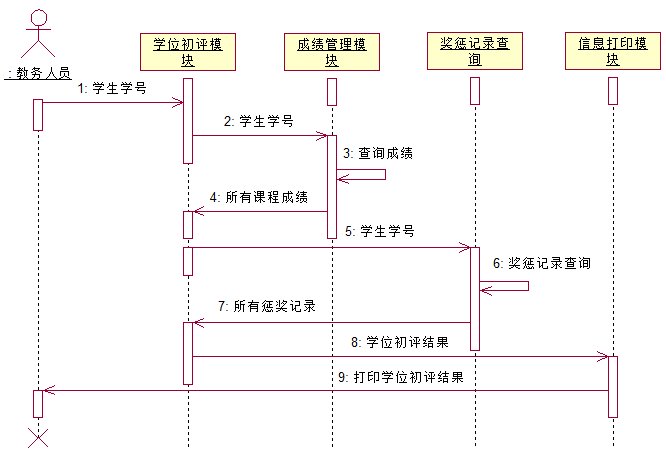 学位初评模
块
成绩管理模
块
奖惩记录查
询
信息打印模
块
: 教务人员
1: 学生学号
2: 学生学号
3: 查询成绩
4: 所有课程成绩
5: 学生学号
6: 奖惩记录查询
7: 所有惩奖记录
8: 学位初评结果
9: 打印学位初评结果